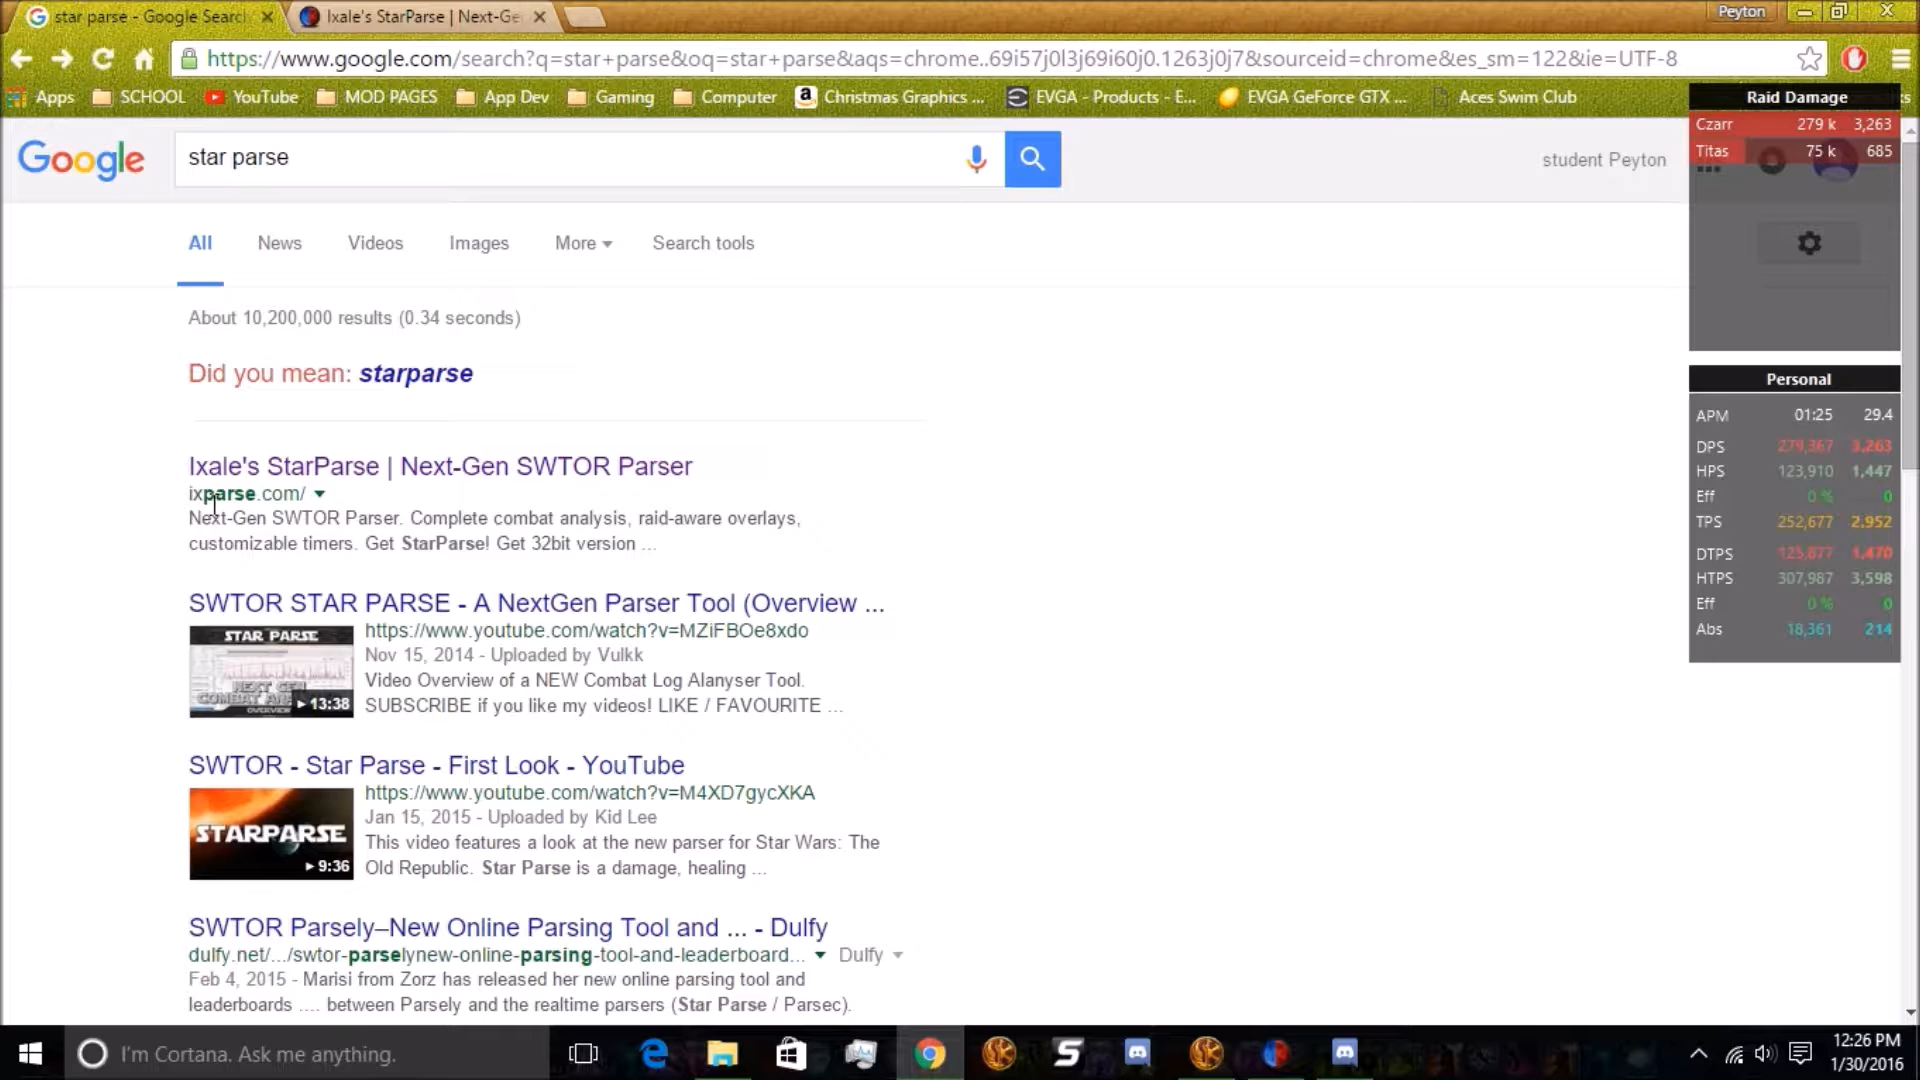 star parse - Google Search
Ixale's StarParse | Next-Ge
Peyton
https://www.google.com/search?q=star+parse&oq=star+parse&aqs=chrome..69i57j0l3j69i60j0.1263j0j7&sourceid=chrome&es_sm=122&ie=UTF-8
Apps SCHOOL YouTube MOD PAGES App Dev Gaming Computer Christmas Graphics ... EVGA - Products - E... EVGA GeForce GTX ... Aces Swim Club
Raid Damage
Czarr 279 k 3,263
Titas 75 k 685
Google
star parse
student Peyton
All News Videos Images More Search tools
About 10,200,000 results (0.34 seconds)
Did you mean: starparse
Ixale's StarParse | Next-Gen SWTOR Parser
ixparse.com/
Next-Gen SWTOR Parser. Complete combat analysis, raid-aware overlays,
customizable timers. Get StarParse! Get 32bit version ...
SWTOR STAR PARSE - A NextGen Parser Tool (Overview ...
STAR PARSE
13:38
https://www.youtube.com/watch?v=MZiFBOe8xdo
Nov 15, 2014 - Uploaded by Vulkk
Video Overview of a NEW Combat Log Alanyser Tool.
SUBSCRIBE if you like my videos! LIKE / FAVOURITE ...
SWTOR - Star Parse - First Look - YouTube
STARPARSE
9:36
https://www.youtube.com/watch?v=M4XD7gycXKA
Jan 15, 2015 - Uploaded by Kid Lee
This video features a look at the new parser for Star Wars: The
Old Republic. Star Parse is a damage, healing ...
SWTOR Parsely–New Online Parsing Tool and ... - Dulfy
dulfy.net/.../swtor-parselynew-online-parsing-tool-and-leaderboard... Dulfy
Feb 4, 2015 - Marisi from Zorz has released her new online parsing tool and
leaderboards .... between Parsely and the realtime parsers (Star Parse / Parsec).
Personal
APM 01:25 29.4
DPS 279,367 3,263
HPS 123,910 1,447
Eff 0 % 0
TPS 252,677 2,952
DTPS 125,877 1,470
HTPS 307,987 3,598
Eff 0 % 0
Abs 18,361 214
I'm Cortana. Ask me anything.
12:26 PM
1/30/2016